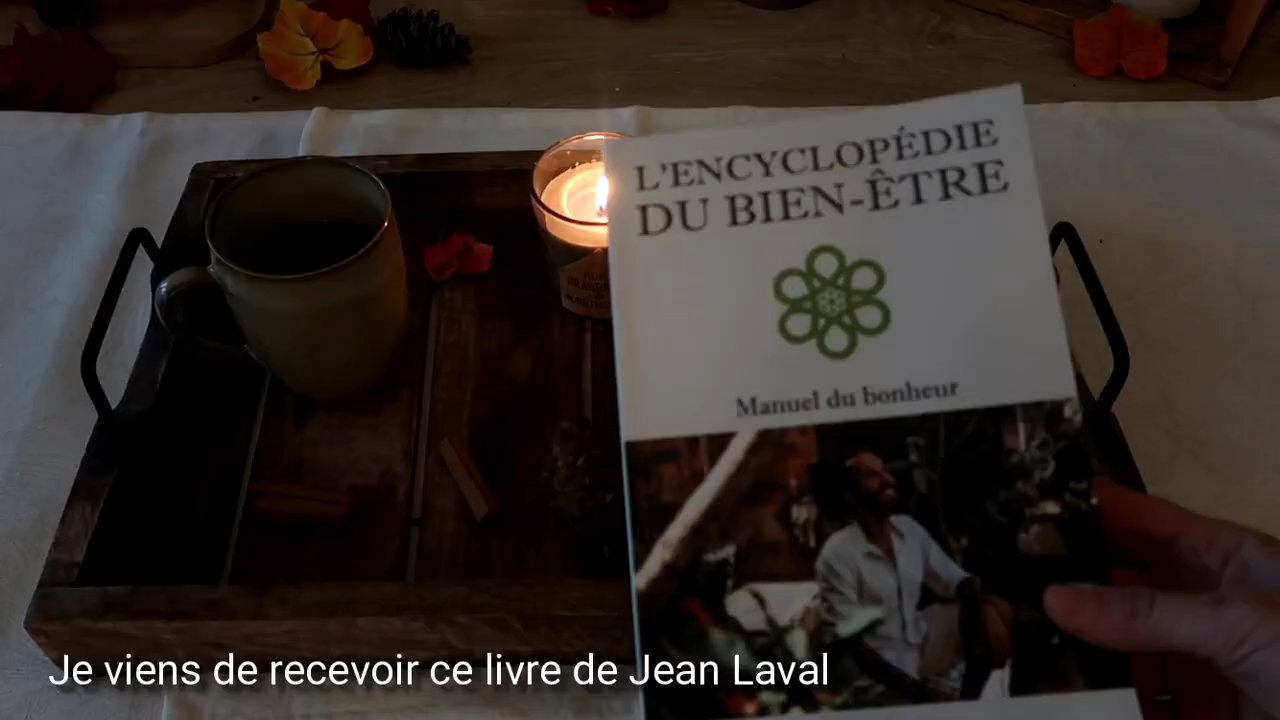 L'ENCYCLOPÉDIE
DU BIEN-ÊTRE
Manuel du bonheur
Je viens de recevoir ce livre de Jean Laval